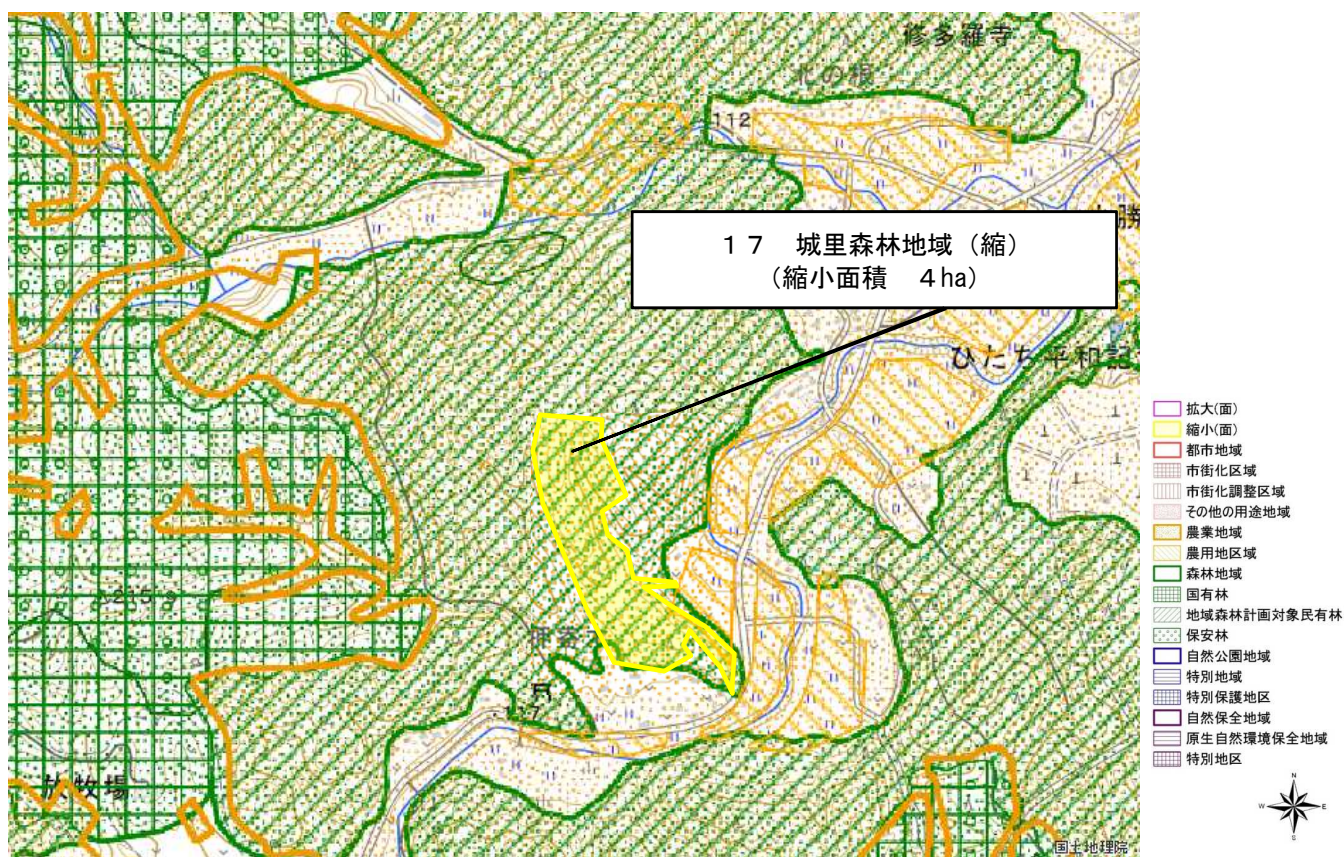 修多羅寺
北の根
112
１７　城里森林地域（縮）
（縮小面積　４ha）
ひたち平和記
215
117
放牧場
国土地理院
拡大(面)
縮小(面)
都市地域
市街化区域
市街化調整区域
その他の用途地域
農業地域
農用地区域
森林地域
国有林
地域森林計画対象民有林
保安林
自然公園地域
特別地域
特別保護地区
自然保全地域
原生自然環境保全地域
特別地区
N
W
E
S